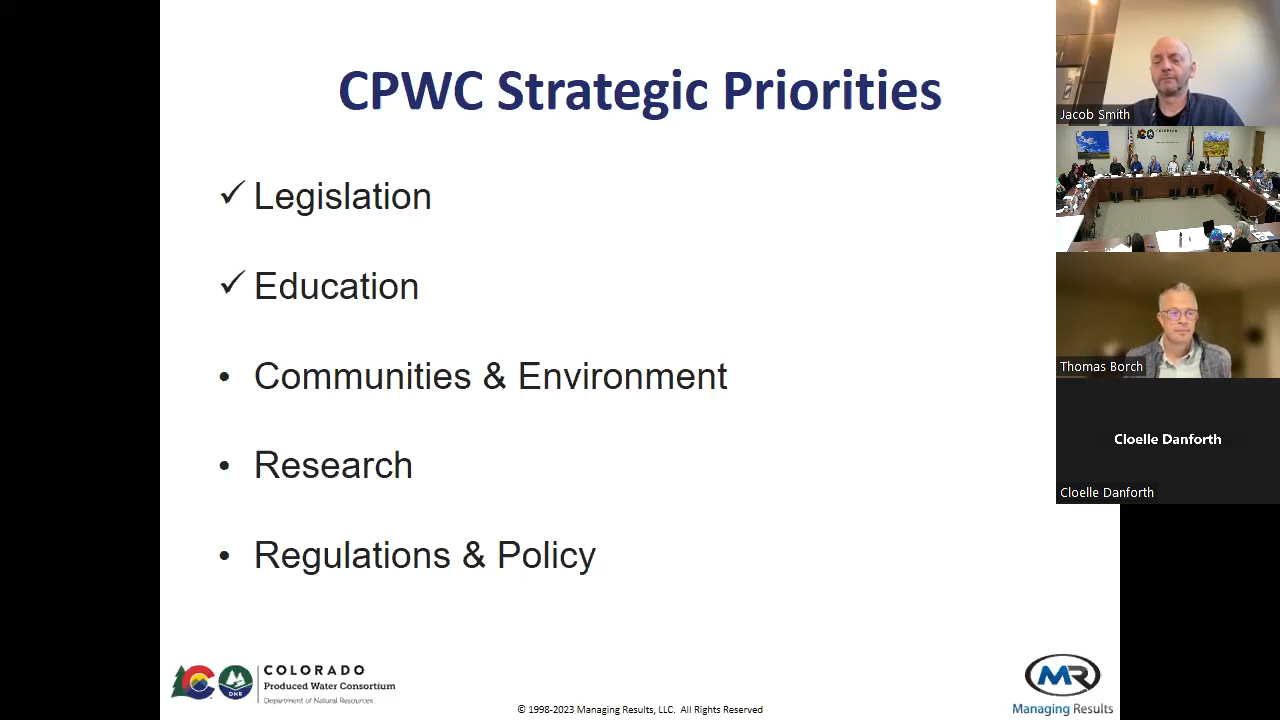 CPWC Strategic Priorities
✓ Legislation
✓ Education
• Communities & Environment
• Research
• Regulations & Policy
COLORADO
Produced Water Consortium
Department of Natural Resources
DNR
© 1998-2023 Managing Results, LLC. All Rights Reserved
MR
Managing Results
Jacob Smith
Thomas Borch
Cloelle Danforth
Cloelle Danforth